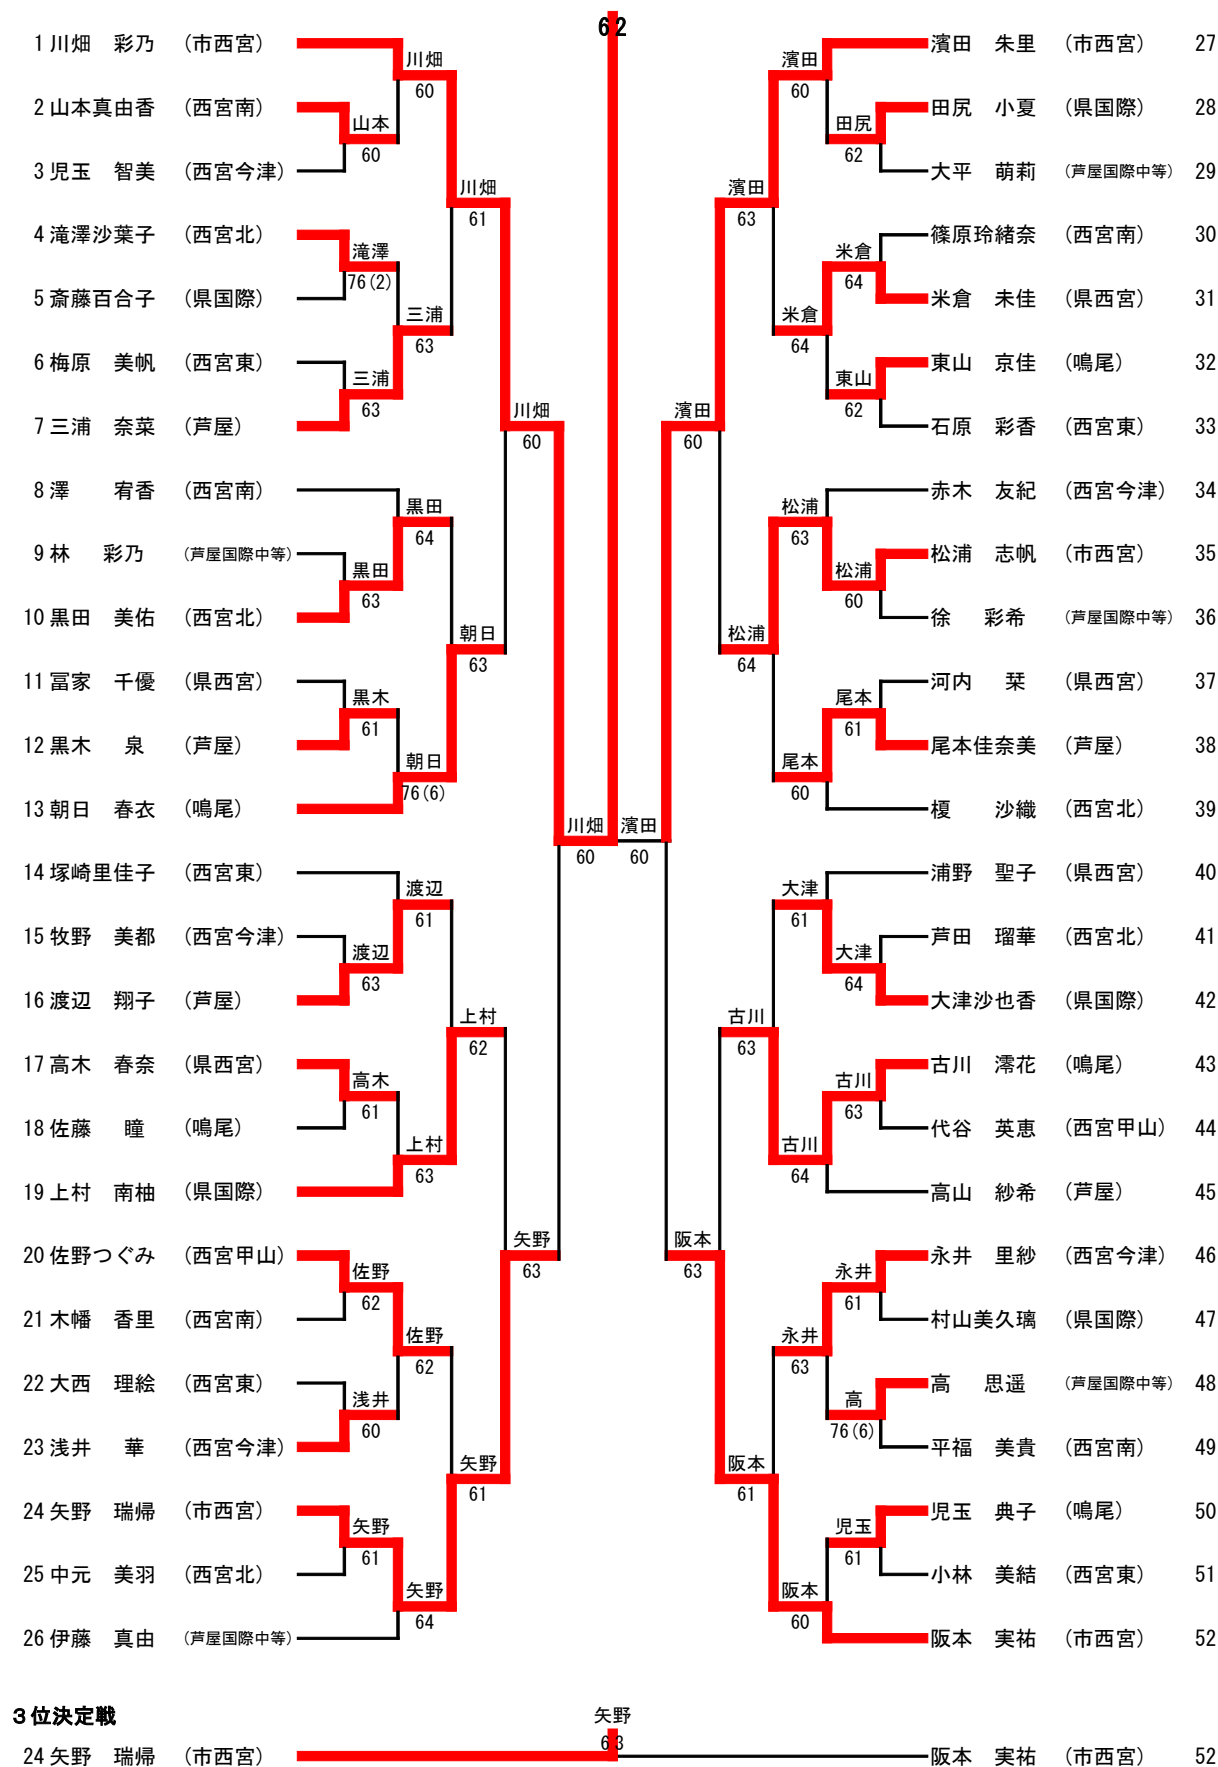 62
1 川畑 彩乃 (市西宮)
2 山本真由香 (西宮南)
3 児玉 智美 (西宮今津)
4 滝澤沙葉子 (西宮北)
5 斎藤百合子 (県国際)
6 梅原 美帆 (西宮東)
7 三浦 奈菜 (芦屋)
8 澤 宥香 (西宮南)
9 林 彩乃 (芦屋国際中等)
10 黒田 美佑 (西宮北)
11 冨家 千優 (県西宮)
12 黒木 泉 (芦屋)
13 朝日 春衣 (鳴尾)
14 塚崎里佳子 (西宮東)
15 牧野 美都 (西宮今津)
16 渡辺 翔子 (芦屋)
17 高木 春奈 (県西宮)
18 佐藤 瞳 (鳴尾)
19 上村 南柚 (県国際)
20 佐野つぐみ (西宮甲山)
21 木幡 香里 (西宮南)
22 大西 理絵 (西宮東)
23 浅井 華 (西宮今津)
24 矢野 瑞帰 (市西宮)
25 中元 美羽 (西宮北)
26 伊藤 真由 (芦屋国際中等)
山本
60
滝澤
76(2)
三浦
63
黒田
63
黒木
61
渡辺
63
高木
61
佐野
62
浅井
60
矢野
61
川畑
60
三浦
63
黒田
64
朝日
76(6)
渡辺
61
上村
63
佐野
62
矢野
64
川畑
61
朝日
63
上村
62
矢野
61
川畑
60
矢野
63
川畑
60
濱田
60
濱田
60
阪本
63
濱田
63
松浦
64
古川
63
阪本
61
濱田
60
米倉
64
松浦
63
尾本
60
大津
61
古川
64
永井
63
阪本
60
田尻
62
米倉
64
東山
62
松浦
60
尾本
61
大津
64
古川
63
永井
61
高
76(6)
児玉
61
濱田 朱里 (市西宮) 27
田尻 小夏 (県国際) 28
大平 萌莉 (芦屋国際中等) 29
篠原玲緒奈 (西宮南) 30
米倉 未佳 (県西宮) 31
東山 京佳 (鳴尾) 32
石原 彩香 (西宮東) 33
赤木 友紀 (西宮今津) 34
松浦 志帆 (市西宮) 35
徐 彩希 (芦屋国際中等) 36
河内 栞 (県西宮) 37
尾本佳奈美 (芦屋) 38
榎 沙織 (西宮北) 39
浦野 聖子 (県西宮) 40
芦田 瑠華 (西宮北) 41
大津沙也香 (県国際) 42
古川 澪花 (鳴尾) 43
代谷 英恵 (西宮甲山) 44
高山 紗希 (芦屋) 45
永井 里紗 (西宮今津) 46
村山美久璃 (県国際) 47
高 思遥 (芦屋国際中等) 48
平福 美貴 (西宮南) 49
児玉 典子 (鳴尾) 50
小林 美結 (西宮東) 51
阪本 実祐 (市西宮) 52
3位決定戦
矢野
63
24 矢野 瑞帰 (市西宮)
阪本 実祐 (市西宮) 52